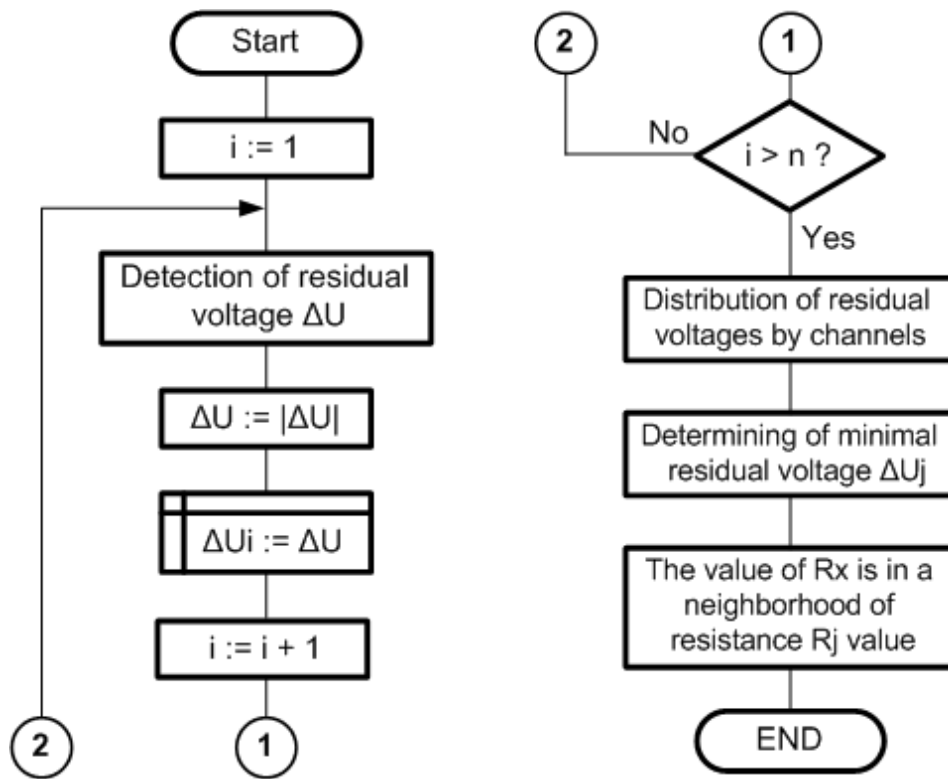 Start
i := 1
Detection of residual
voltage ΔU
ΔU := |ΔU|
ΔUi := ΔU
i := i + 1
2
1
2
1
No
i > n ?
Yes
Distribution of residual
voltages by channels
Determining of minimal
residual voltage ΔUj
The value of Rx is in a
neighborhood of
resistance Rj value
END